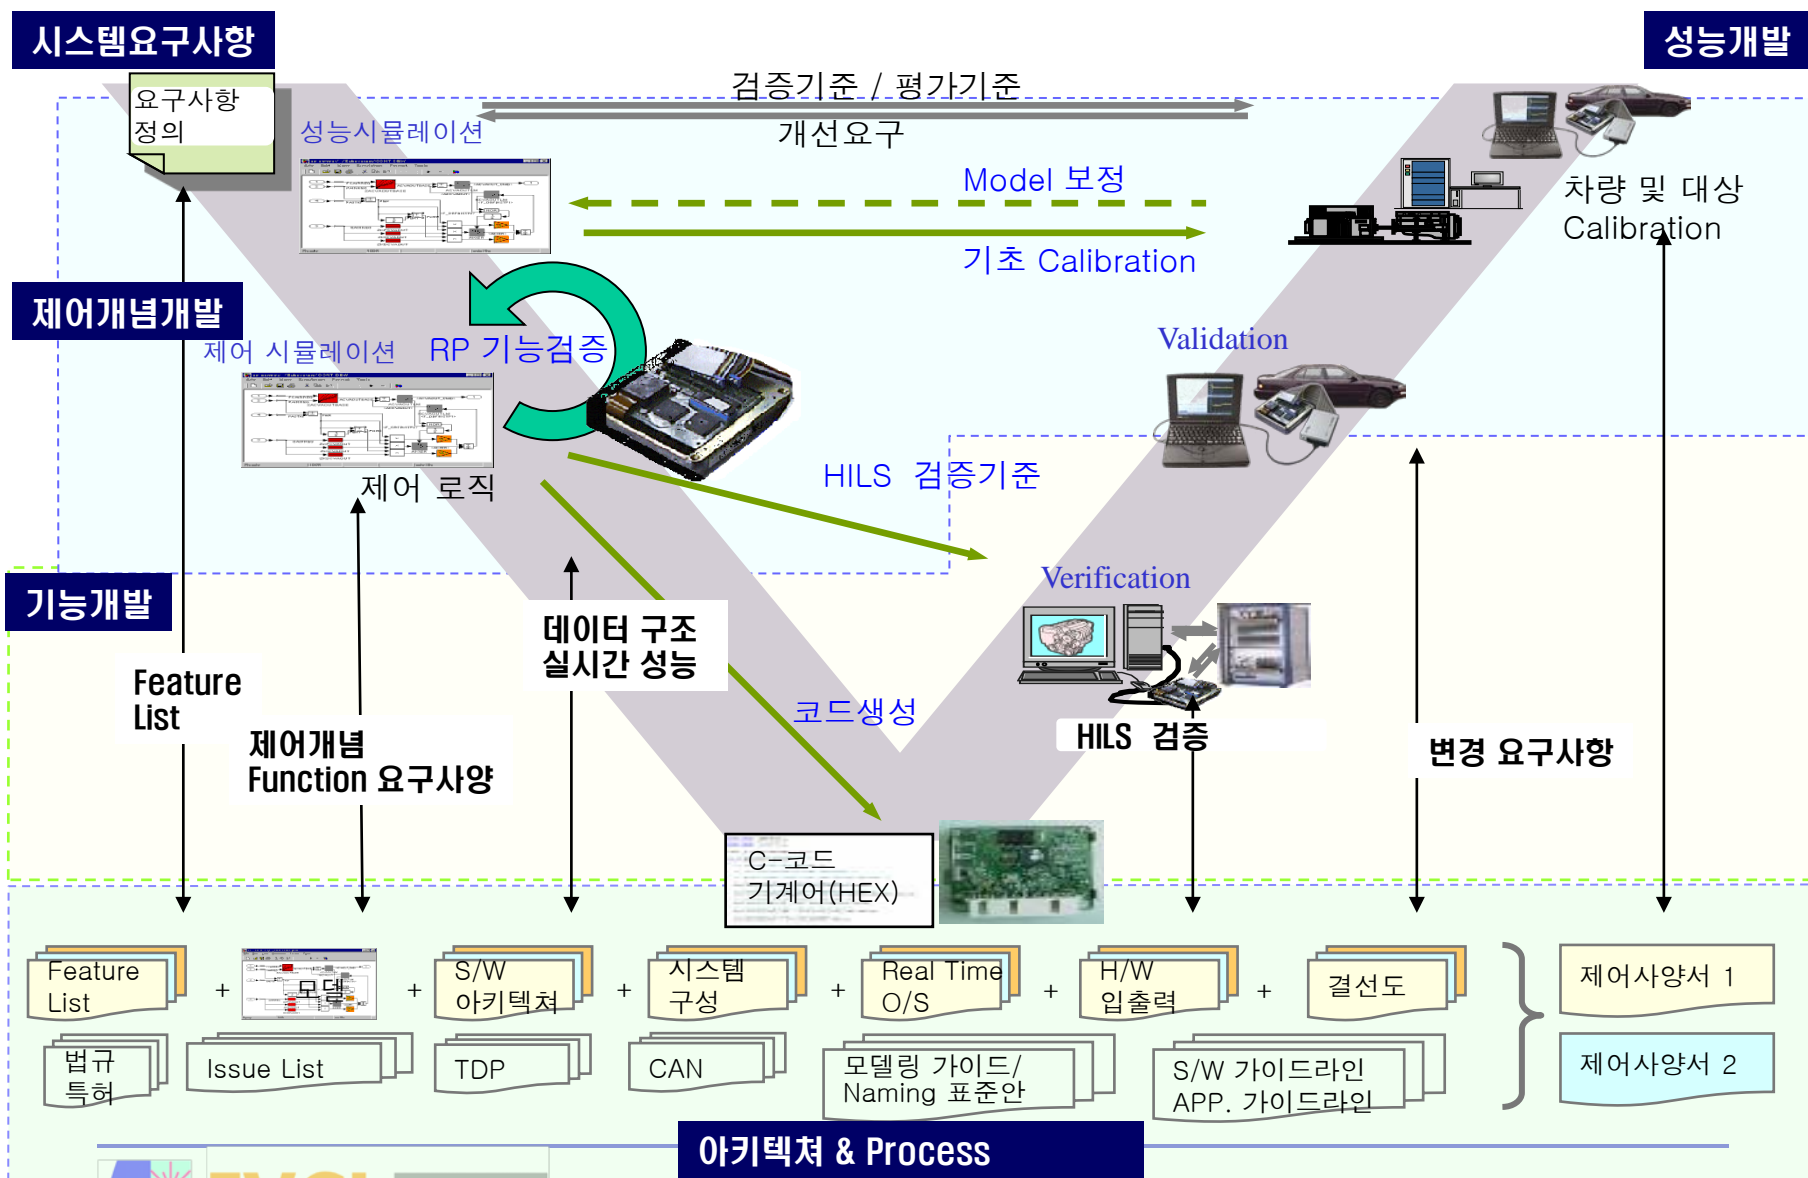 시스템요구사항
성능개발
요구사항
정의
검증기준 / 평가기준
개선요구
성능시뮬레이션
Model 보정
기초 Calibration
차량 및 대상
Calibration
제어개념개발
제어 시뮬레이션
RP 기능검증
Validation
제어 로직
HILS 검증기준
Verification
기능개발
데이터 구조
실시간 성능
Feature
List
코드생성
HILS 검증
제어개념
Function 요구사양
변경 요구사항
C-코드
기계어(HEX)
Feature
List
+
모델
+
S/W
아키텍쳐
+
시스템
구성
+
Real Time
O/S
+
H/W
입출력
+
결선도
제어사양서 1
법규
특허
Issue List
TDP
CAN
모델링 가이드/
Naming 표준안
S/W 가이드라인
APP. 가이드라인
제어사양서 2
아키텍쳐 & Process